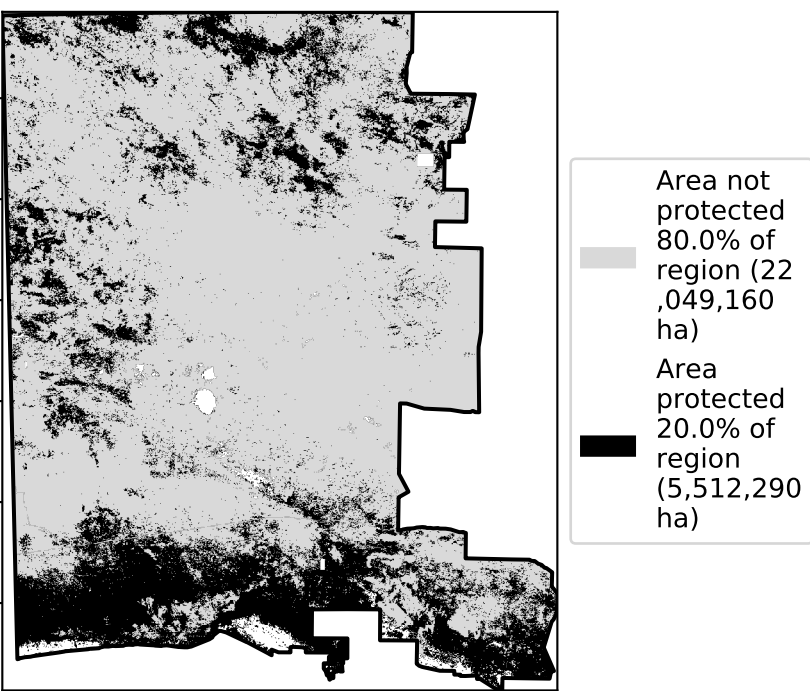 Area not
protected
80.0% of
region (22
,049,160
ha)
Area
protected
20.0% of
region
(5,512,290
ha)